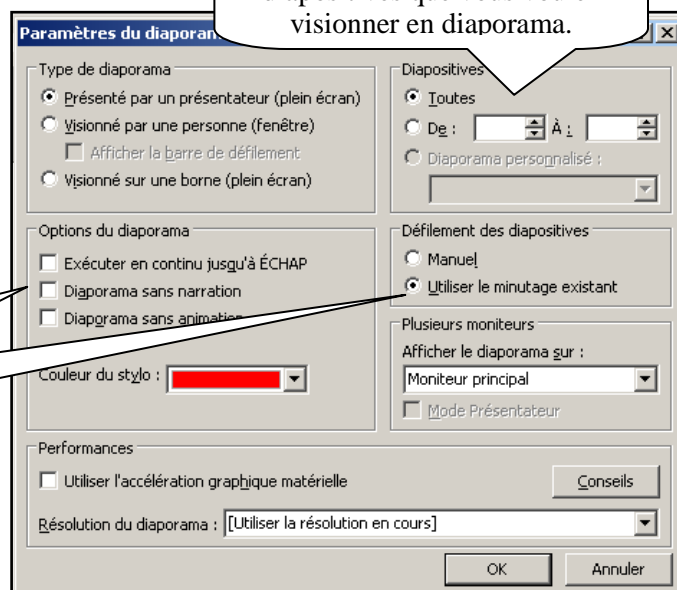 visionner en diaporama.
Paramètres du diaporam
Type de diaporama
Présenté par un présentateur (plein écran)
Visionné par une personne (fenêtre)
Afficher la barre de défilement
Visionné sur une borne (plein écran)
Diapositives
Toutes
De : À :
Diaporama personnalisé :
Options du diaporama
Exécuter en continu jusqu'à ÉCHAP
Diaporama sans narration
Diaporama sans animation
Couleur du stylo :
Défilement des diapositives
Manuel
Utiliser le minutage existant
Plusieurs moniteurs
Afficher le diaporama sur :
Moniteur principal
Mode Présentateur
Performances
Utiliser l'accélération graphique matérielle
Conseils
Résolution du diaporama : [Utiliser la résolution en cours]
OK Annuler